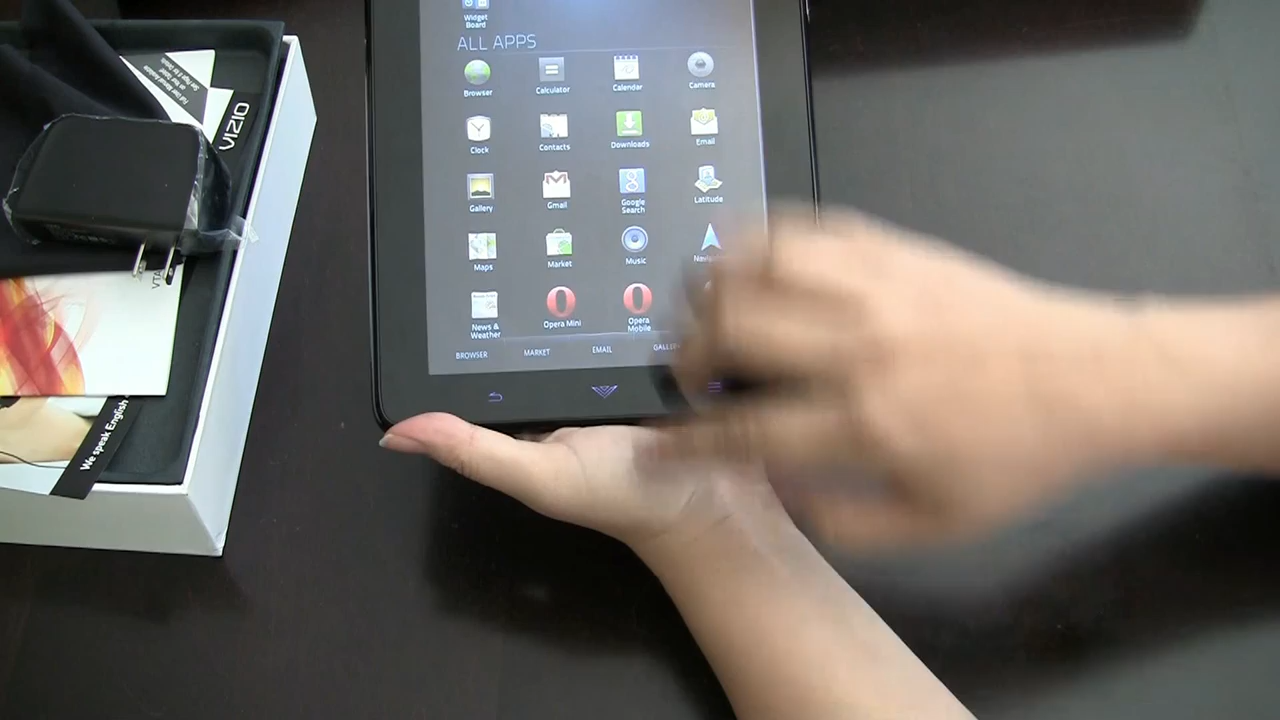 Widget
Board
ALL APPS
Browser
Calculator
Calendar
Camera
Clock
Contacts
Downloads
Email
Gallery
Gmail
Google
Search
Latitude
Maps
Market
Music
News &
Weather
Opera Mini
Opera
Mobile
BROWSER
MARKET
EMAIL
VIZIO
We speak English